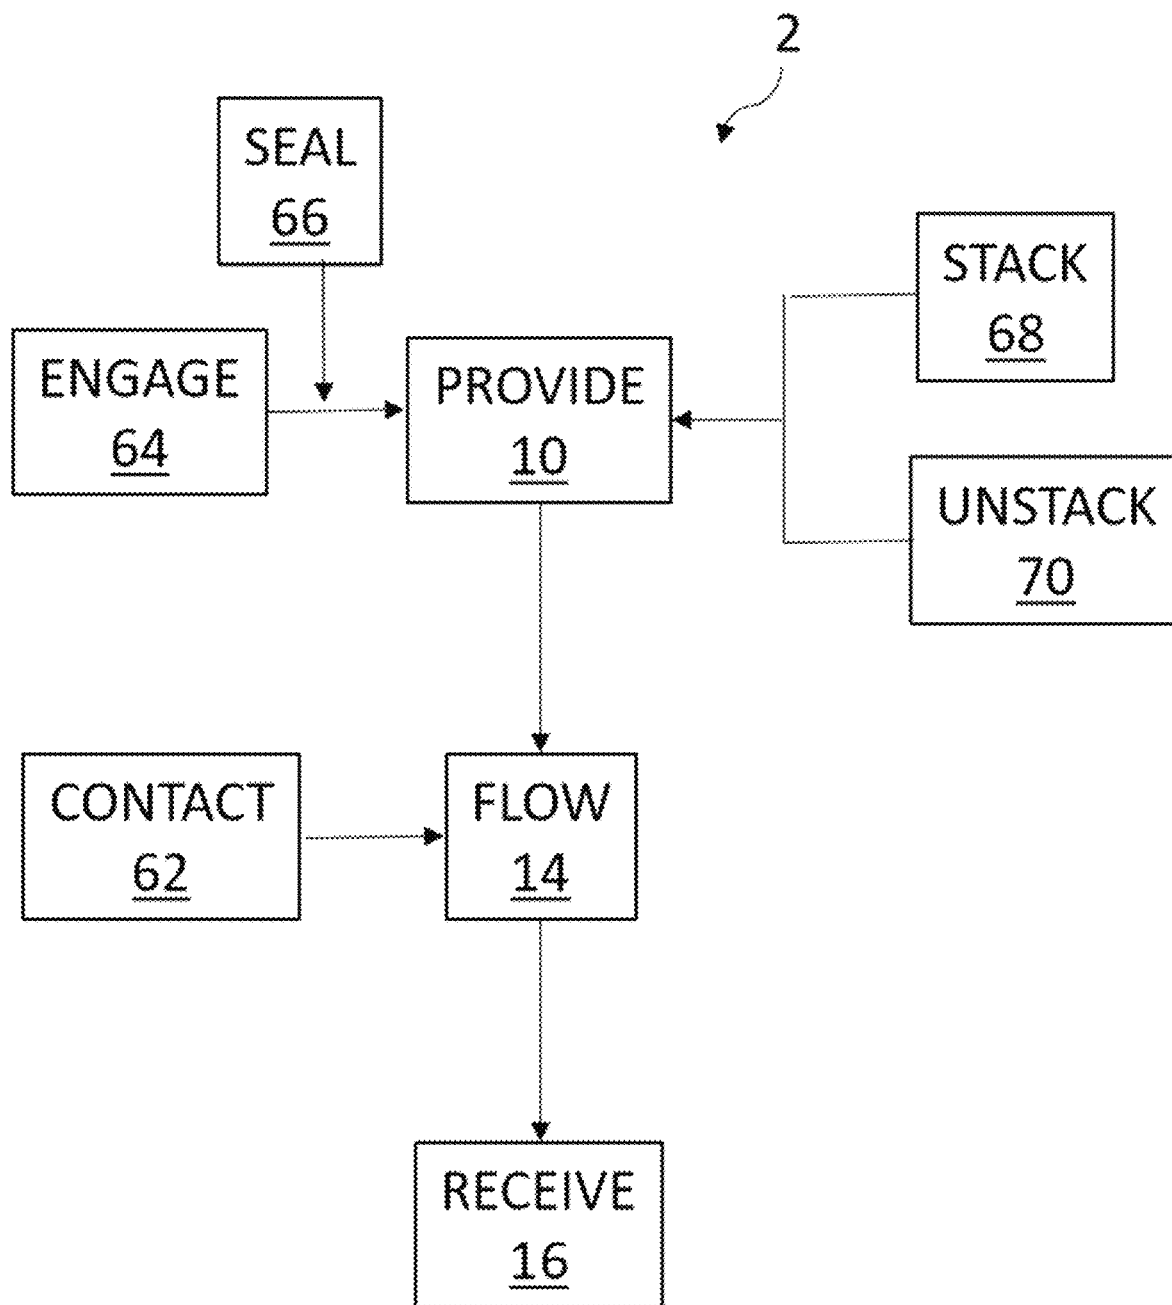 2
SEAL
66
STACK
68
ENGAGE
64
PROVIDE
10
UNSTACK
70
CONTACT
62
FLOW
14
RECEIVE
16